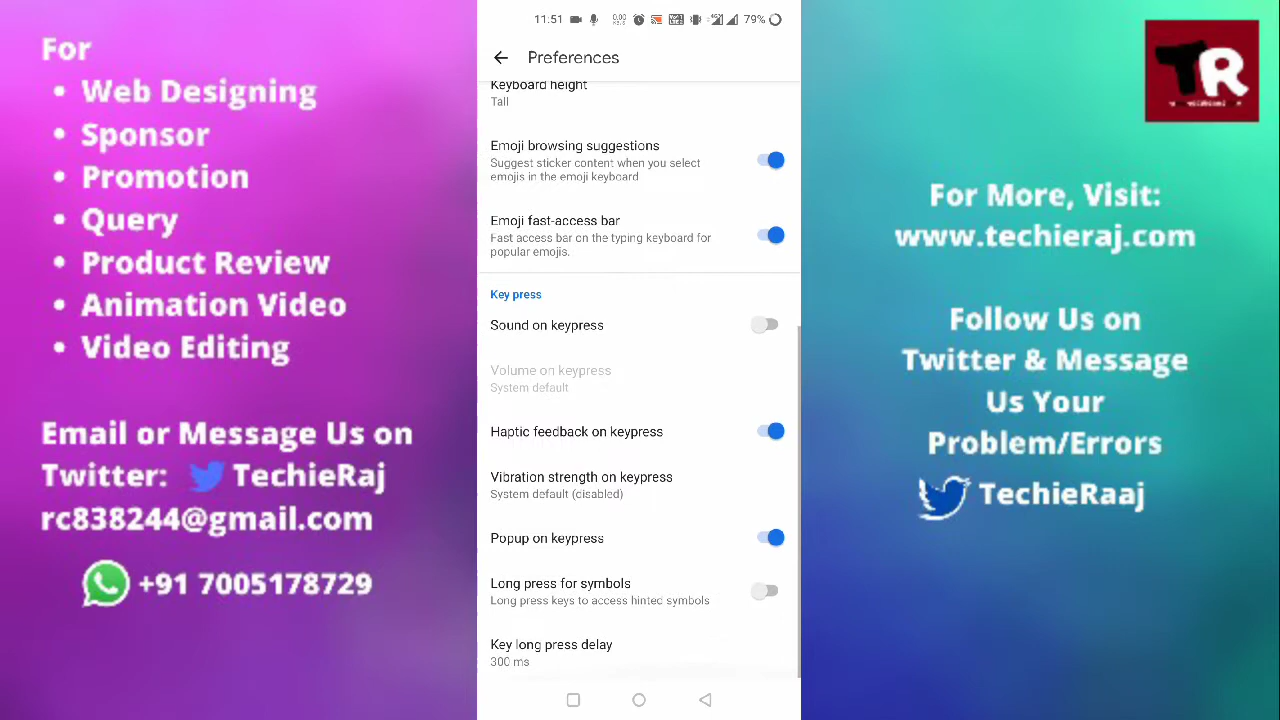 For
• Web Designing
• Sponsor
• Promotion
• Query
• Product Review
• Animation Video
• Video Editing
Email or Message Us on
Twitter: TechieRaj
rc838244@gmail.com
+91 7005178729
11:51
79%
Preferences
Keyboard height
Tall
Emoji browsing suggestions
Suggest sticker content when you select
emojis in the emoji keyboard
Emoji fast-access bar
Fast access bar on the typing keyboard for
popular emojis.
Key press
Sound on keypress
Volume on keypress
System default
Haptic feedback on keypress
Vibration strength on keypress
System default (disabled)
Popup on keypress
Long press for symbols
Long press keys to access hinted symbols
Key long press delay
300 ms
TR
For More, Visit:
www.techieraj.com
Follow Us on
Twitter & Message
Us Your
Problem/Errors
TechieRaaj